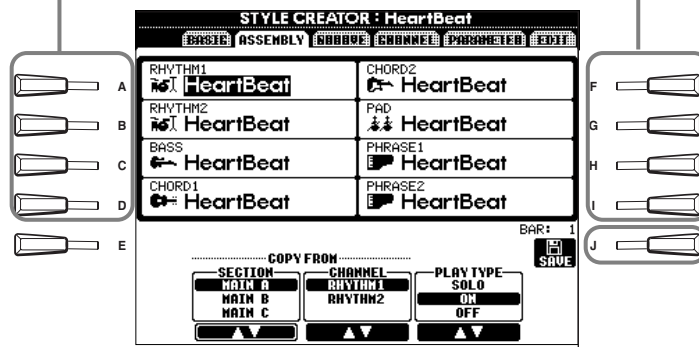 STYLE CREATOR : HeartBeat
BASIC ASSEMBLY GROOVE CHANNEL PARAMETER EDIT
RHYTHM1
HeartBeat
CHORD2
HeartBeat
RHYTHM2
HeartBeat
PAD
HeartBeat
BASS
HeartBeat
PHRASE1
HeartBeat
CHORD1
HeartBeat
PHRASE2
HeartBeat
A
B
C
D
E
F
G
H
I
J
BAR: 1
SAVE
COPY FROM
SECTION
MAIN A
MAIN B
MAIN C
CHANNEL
RHYTHM1
RHYTHM2
PLAY TYPE
SOLO
ON
OFF